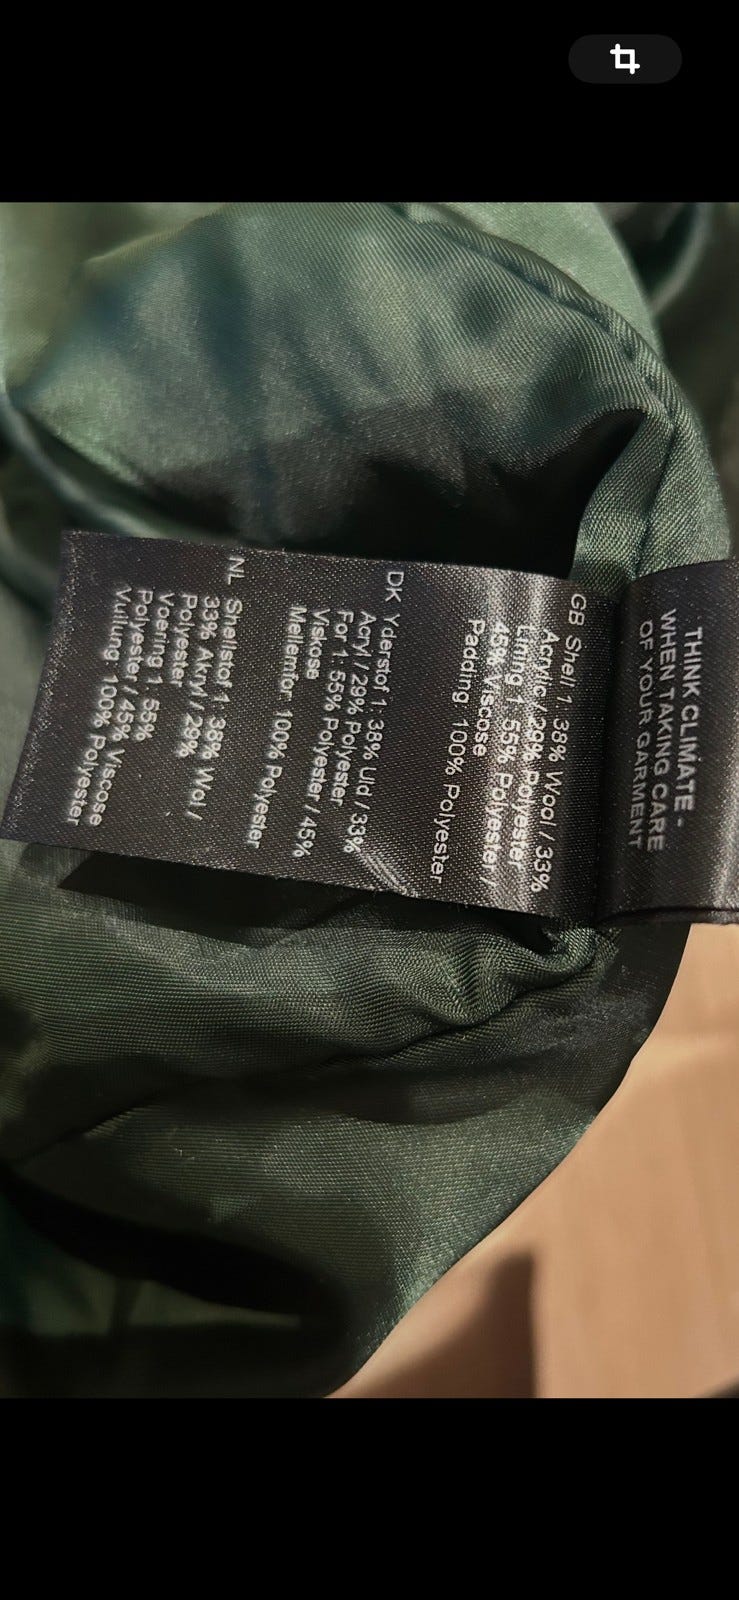 THINK CLIMATE -
WHEN TAKING CARE
OF YOUR GARMENT
GB Shell 1: 38% Wool / 33%
Acrylic / 29% Polyester
Lining 1: 55% Polyester /
45% Viscose
Padding: 100% Polyester
DK Yderstof 1: 38% Uld / 33%
Acryl / 29% Polyester
For 1: 55% Polyester / 45%
Viskose
Mellemfor: 100% Polyester
NL Shellstof 1: 38% Wol /
33% Akryl / 29%
Polyester
Voering 1: 55%
Polyester / 45% Viscose
Vulling: 100% Polyester